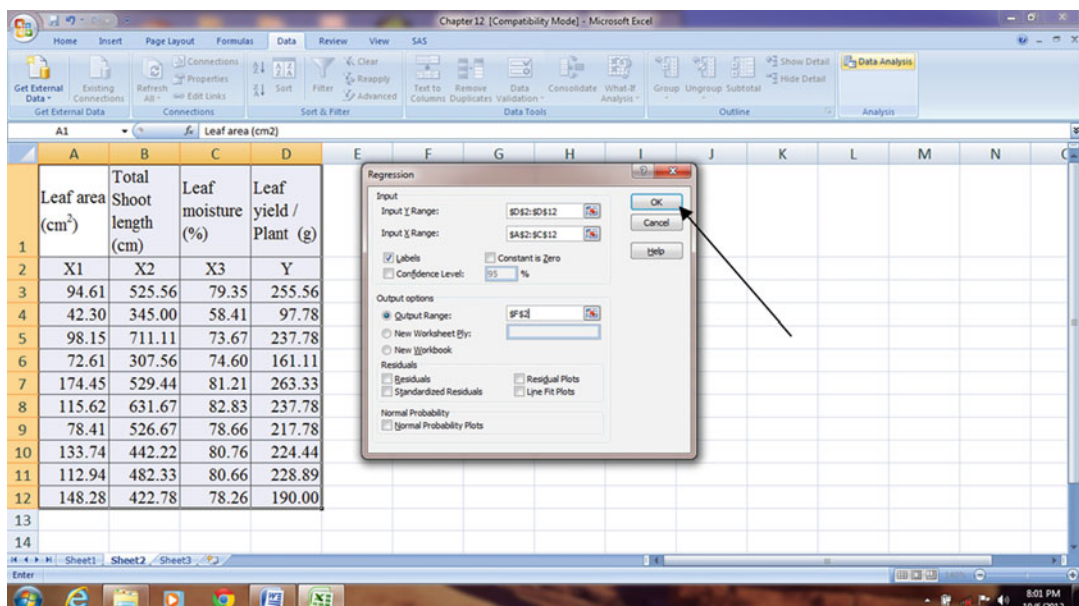 Chapter12 [Compatibility Mode] - Microsoft Excel
Home Insert Page Layout Formulas Data Review View SAS
Get External Data
Existing Connections
Refresh All
Connections
Properties
Edit Links
Sort
Filter
Clear
Reapply
Advanced
Text to Columns
Remove Duplicates
Data Validation
Consolidate
What-If Analysis
Group
Ungroup
Subtotal
Show Detail
Hide Detail
Data Analysis
Get External Data Connections Sort & Filter Data Tools Outline Analysis
A1 fx Leaf area (cm2)
A B C D E F G H I J K L M N
1 Leaf area (cm²) Total Shoot length (cm) Leaf moisture (%) Leaf yield / Plant (g)
2 X1 X2 X3 Y
3 94.61 525.56 79.35 255.56
4 42.30 345.00 58.41 97.78
5 98.15 711.11 73.67 237.78
6 72.61 307.56 74.60 161.11
7 174.45 529.44 81.21 263.33
8 115.62 631.67 82.83 237.78
9 78.41 526.67 78.66 217.78
10 133.74 442.22 80.76 224.44
11 112.94 482.33 80.66 228.89
12 148.28 422.78 78.26 190.00
13
14
Regression
Input
Input Y Range: $D$2:$D$12
Input X Range: $A$2:$C$12
Labels Constant is Zero
Confidence Level: 95 %
Output options
Output Range: $F$2
New Worksheet Ply:
New Workbook
Residuals
Residuals Residual Plots
Standardized Residuals Line Fit Plots
Normal Probability
Normal Probability Plots
OK
Cancel
Help
Sheet1 Sheet2 Sheet3
Enter
8:01 PM